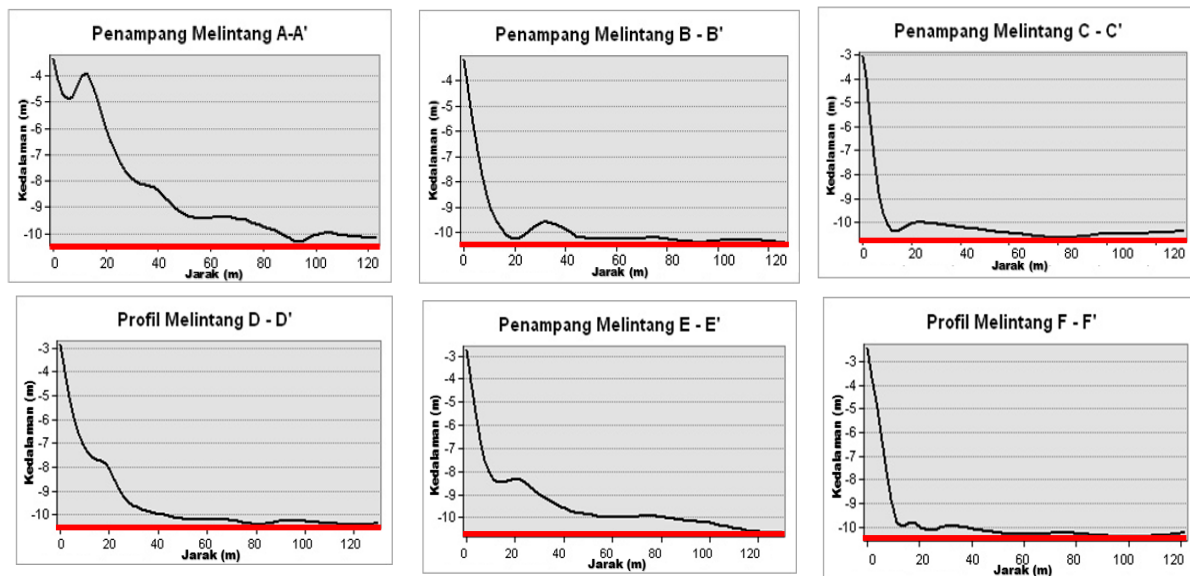 Penampang Melintang A-A'
Kedalaman (m)
-4
-5
-6
-7
-8
-9
-10
0 20 40 60 80 100 120
Jarak (m)
Penampang Melintang B - B'
Kedalaman (m)
-4
-5
-6
-7
-8
-9
-10
0 20 40 60 80 100 120
Jarak (m)
Penampang Melintang C - C'
Kedalaman (m)
-3
-4
-5
-6
-7
-8
-9
-10
0 20 40 60 80 100 120
Jarak (m)
Profil Melintang D - D'
Kedalaman (m)
-3
-4
-5
-6
-7
-8
-9
-10
0 20 40 60 80 100 120
Jarak (m)
Penampang Melintang E - E'
Kedalaman (m)
-3
-4
-5
-6
-7
-8
-9
-10
0 20 40 60 80 100 120
Jarak (m)
Profil Melintang F - F'
Kedalaman (m)
-3
-4
-5
-6
-7
-8
-9
-10
0 20 40 60 80 100 120
Jarak (m)